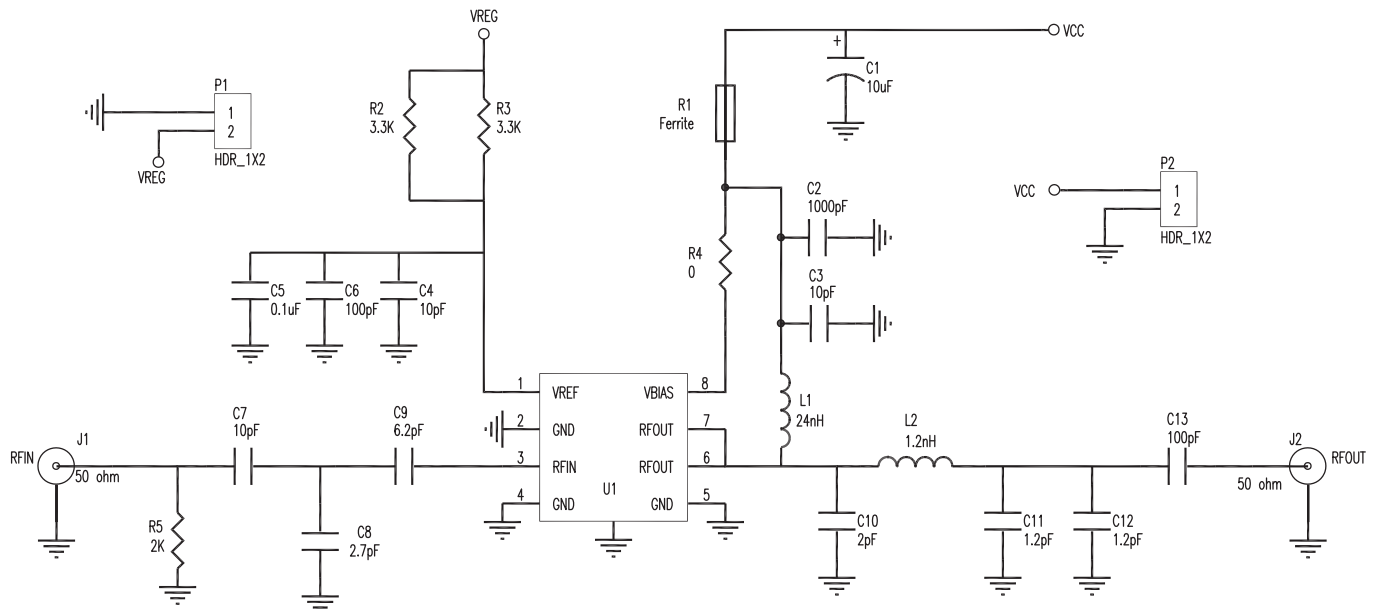 VREG
VCC
+
C1
10uF
P1
1
2
HDR_1X2
VREG
R2
3.3K
R3
3.3K
R1
Ferrite
P2
VCC
1
2
HDR_1X2
C2
1000pF
R4
0
C3
10pF
C5
0.1uF
C6
100pF
C4
10pF
1
VREF
VBIAS
8
2
GND
RFOUT
7
3
RFIN
RFOUT
6
4
GND
U1
GND
5
L1
24nH
C7
10pF
C9
6.2pF
L2
1.2nH
C13
100pF
J1
RFIN
50 ohm
J2
RFOUT
50 ohm
R5
2K
C8
2.7pF
C10
2pF
C11
1.2pF
C12
1.2pF